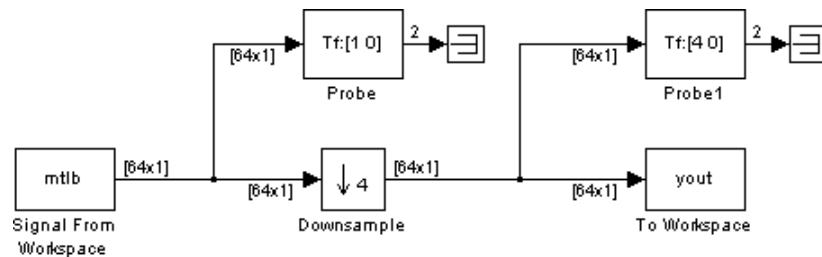 Tf:[1 0]
2
[64x1]
Probe
Tf:[4 0]
2
[64x1]
Probe1
mtlb
[64x1]
[64x1]
4
[64x1]
[64x1]
yout
Signal From
Workspace
Downsample
To Workspace